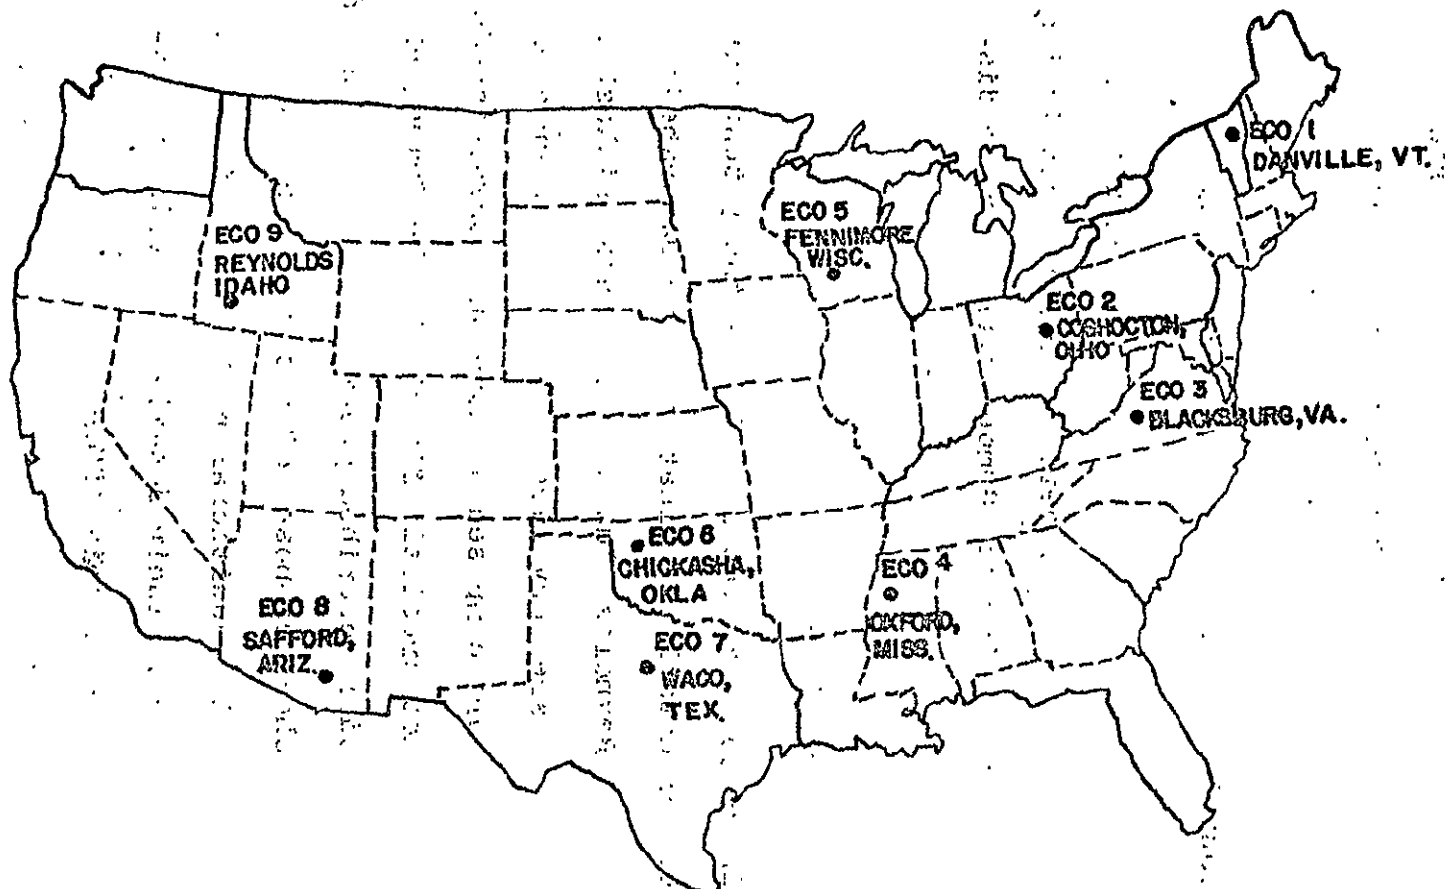 ECO 1
DANVILLE, VT.
ECO 5
FENNIMORE
WISC.
ECO 9
REYNOLDS
IDAHO
ECO 2
COSHOCTON,
OHIO
ECO 3
BLACKSBURG, VA.
ECO 6
CHICKASHA,
OKLA
ECO 4
OXFORD,
MISS.
ECO 8
SAFFORD,
ARIZ.
ECO 7
WACO,
TEX.